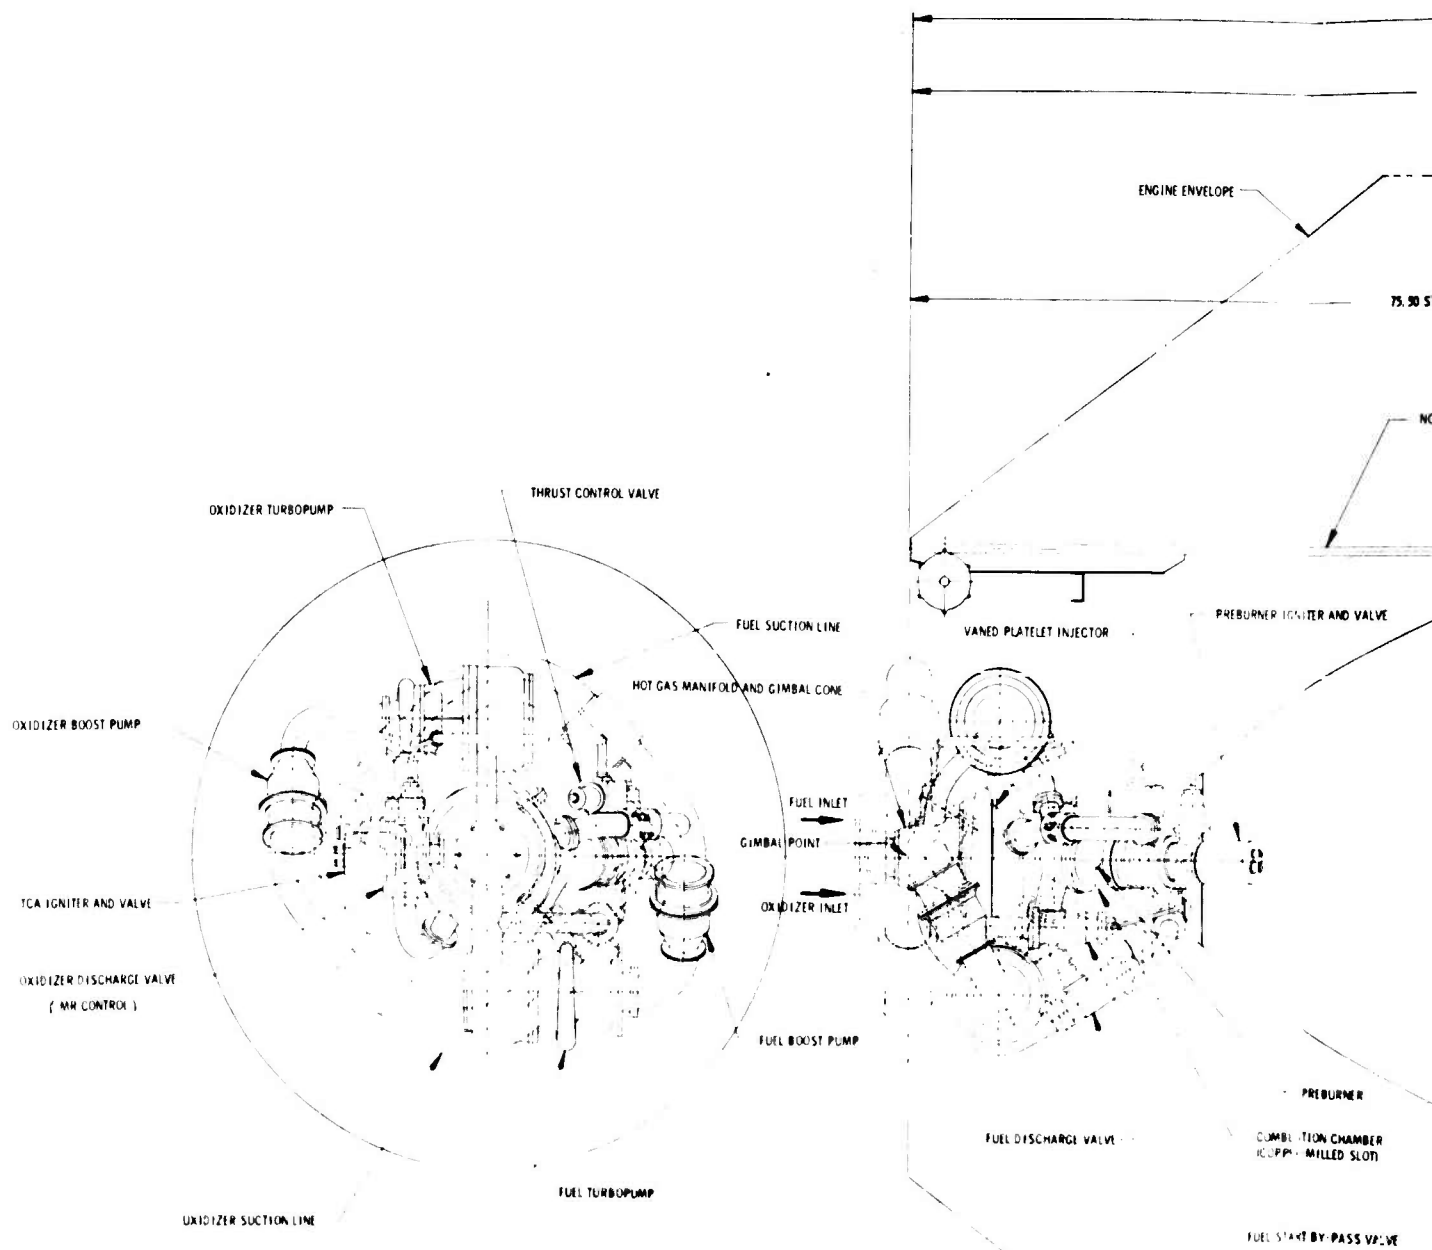 ENGINE ENVELOPE
75.90
THRUST CONTROL VALVE
OXIDIZER TURBOPUMP
FUEL SUCTION LINE
VANED PLATELET INJECTOR
PREBURNER IGNITER AND VALVE
HOT GAS MANIFOLD AND GIMBAL CONE
OXIDIZER BOOST PUMP
FUEL INLET
GIMBAL POINT
TCA IGNITER AND VALVE
OXIDIZER INLET
OXIDIZER DISCHARGE VALVE
( MR CONTROL )
FUEL BOOST PUMP
PREBURNER
FUEL DISCHARGE VALVE
CHAMBER
MILLED SLOT)
FUEL TURBOPUMP
OXIDIZER SUCTION LINE
FUEL START BY-PASS VALVE